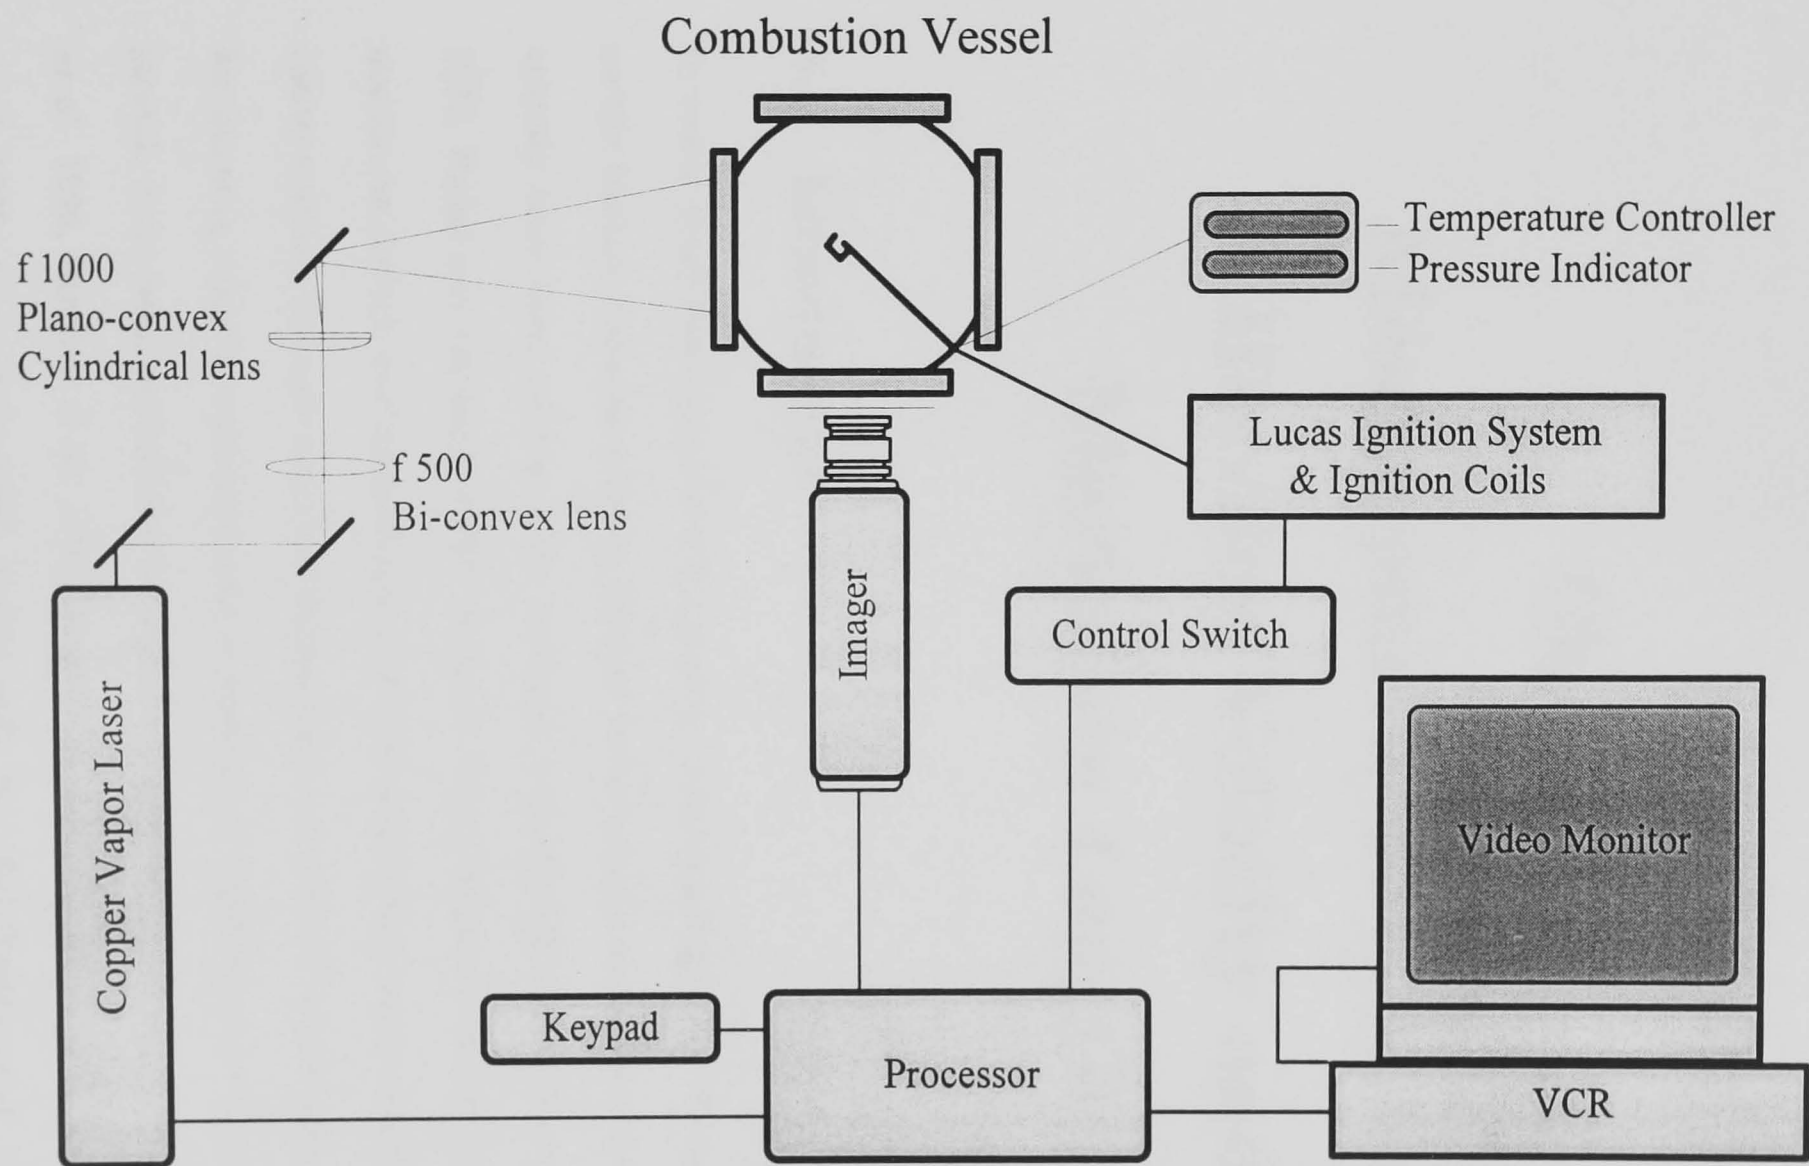 Combustion Vessel
f 1000
Plano-convex
Cylindrical lens
f 500
Bi-convex lens
Temperature Controller
Pressure Indicator
Lucas Ignition System
& Ignition Coils
Control Switch
Imager
Copper Vapor Laser
Video Monitor
Keypad
Processor
VCR